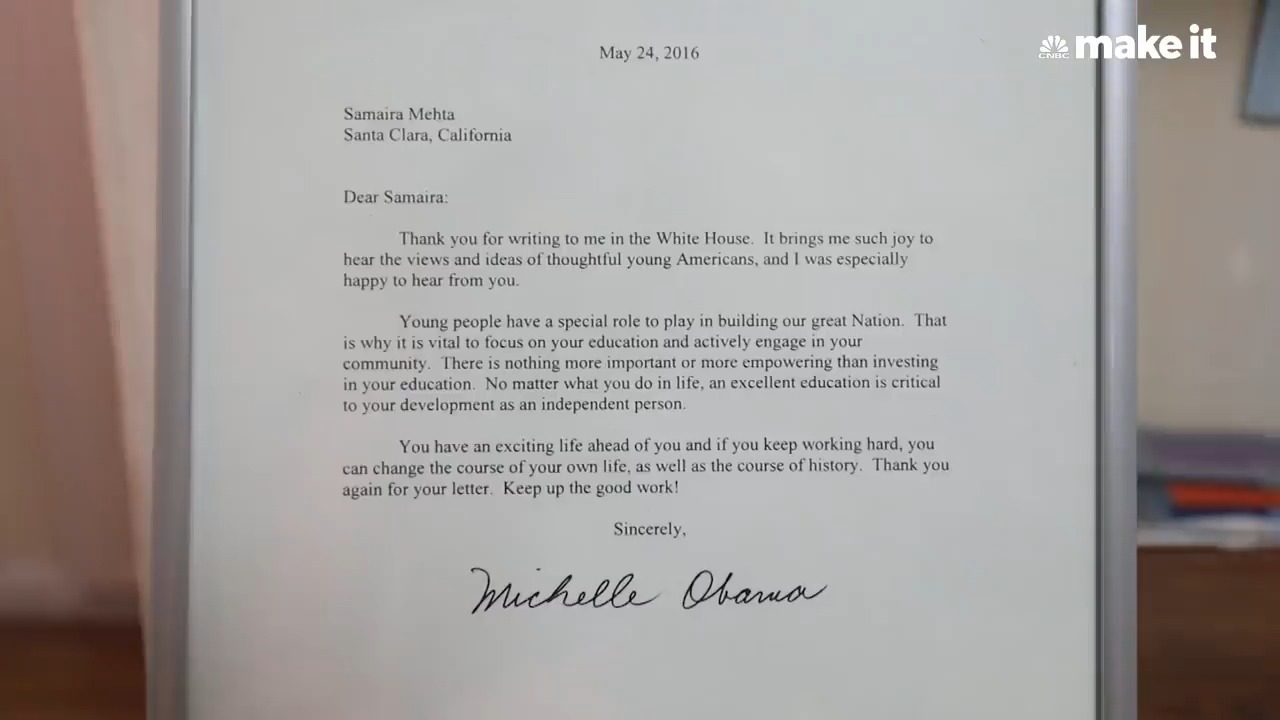 CNBC make it
May 24, 2016
Samaira Mehta
Santa Clara, California
Dear Samaira:
Thank you for writing to me in the White House. It brings me such joy to
hear the views and ideas of thoughtful young Americans, and I was especially
happy to hear from you.
Young people have a special role to play in building our great Nation. That
is why it is vital to focus on your education and actively engage in your
community. There is nothing more important or more empowering than investing
in your education. No matter what you do in life, an excellent education is critical
to your development as an independent person.
You have an exciting life ahead of you and if you keep working hard, you
can change the course of your own life, as well as the course of history. Thank you
again for your letter. Keep up the good work!
Sincerely,
Michelle Obama